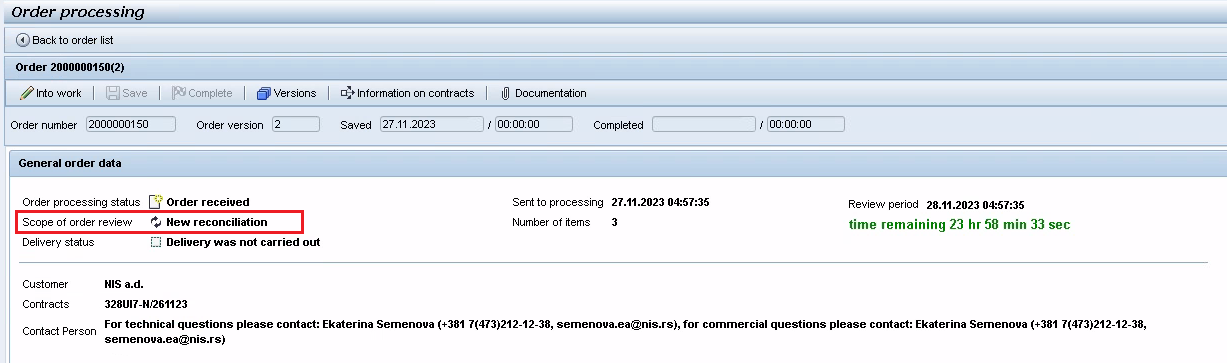 Order processing
Back to order list
Order 2000000150(2)
Into work Save Complete Versions Information on contracts Documentation
Order number 2000000150 Order version 2 Saved 27.11.2023 / 00:00:00 Completed / 00:00:00
General order data
Order processing status Order received Sent to processing 27.11.2023 04:57:35 Review period 28.11.2023 04:57:35
Scope of order review New reconciliation Number of items 3 time remaining 23 hr 58 min 33 sec
Delivery status Delivery was not carried out
Customer NIS a.d.
Contracts 328UI7-N/261123
Contact Person For technical questions please contact: Ekaterina Semenova (+381 7(473)212-12-38, semenova.ea@nis.rs), for commercial questions please contact: Ekaterina Semenova (+381 7(473)212-12-38,
semenova.ea@nis.rs)